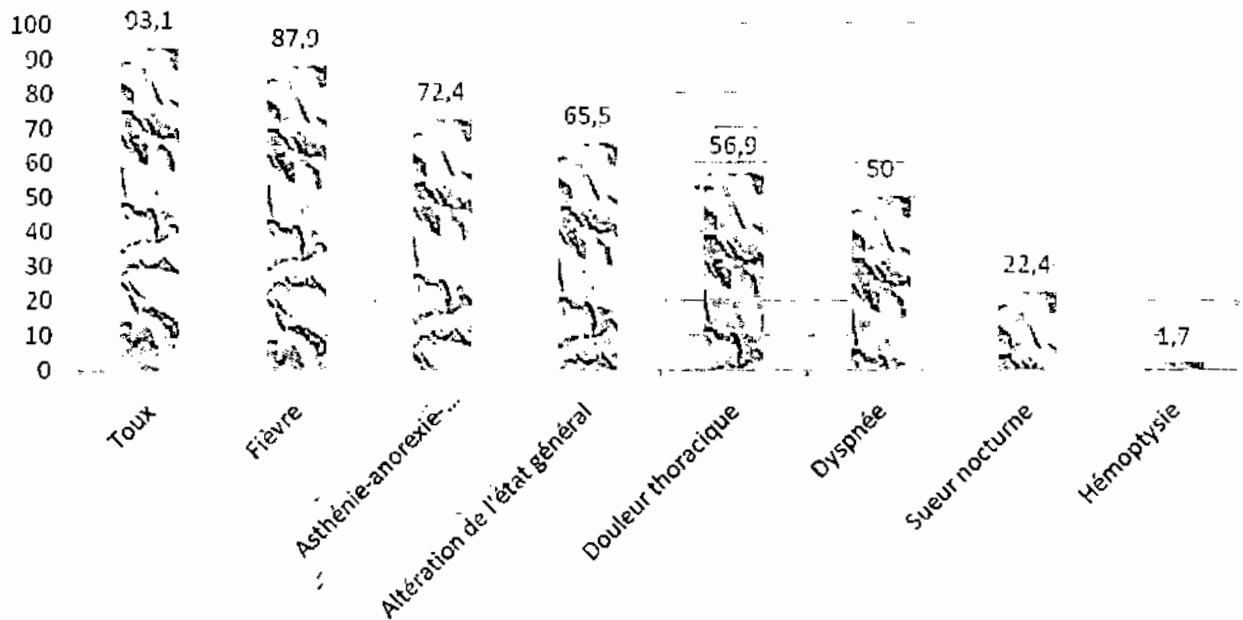 100
90
80
70
60
50
40
30
20
10
0
93,1
87,9
72,4
65,5
56,9
50
22,4
1,7
Toux
Fièvre
Asthénie-anorexie-...
Altération de l'état général
Douleur thoracique
Dyspnée
Sueur nocturne
Hémoptysie